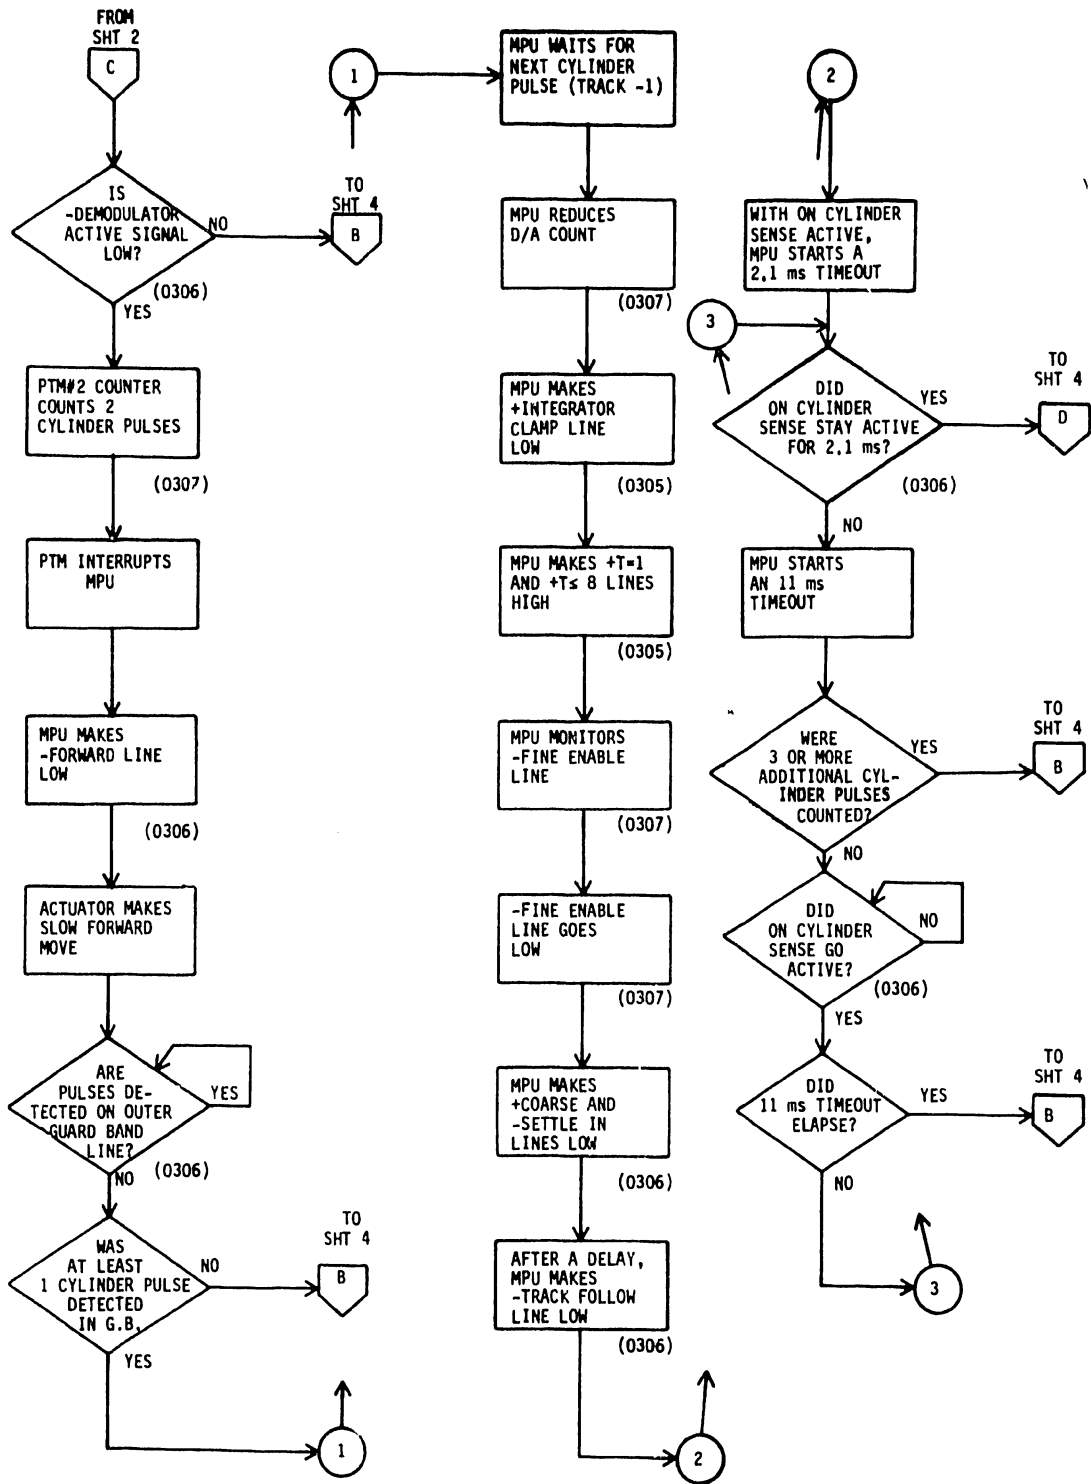 FROM
SHT 2
C
IS
-DEMODULATOR
ACTIVE SIGNAL
LOW?
NO
TO
SHT 4
B
(0306)
YES
PTM#2 COUNTER
COUNTS 2
CYLINDER PULSES
(0307)
PTM INTERRUPTS
MPU
MPU MAKES
-FORWARD LINE
LOW
(0306)
ACTUATOR MAKES
SLOW FORWARD
MOVE
ARE
PULSES DE-
TECTED ON OUTER
GUARD BAND
LINE?
YES
(0306)
NO
WAS
AT LEAST
1 CYLINDER PULSE
DETECTED
IN G.B.
NO
TO
SHT 4
B
YES
1
1
MPU WAITS FOR
NEXT CYLINDER
PULSE (TRACK -1)
MPU REDUCES
D/A COUNT
(0307)
MPU MAKES
+INTEGRATOR
CLAMP LINE
LOW
(0305)
MPU MAKES +T=1
AND +T≤ 8 LINES
HIGH
(0305)
MPU MONITORS
-FINE ENABLE
LINE
(0307)
-FINE ENABLE
LINE GOES
LOW
(0307)
MPU MAKES
+COARSE AND
-SETTLE IN
LINES LOW
(0306)
AFTER A DELAY,
MPU MAKES
-TRACK FOLLOW
LINE LOW
(0306)
2
2
WITH ON CYLINDER
SENSE ACTIVE,
MPU STARTS A
2.1 ms TIMEOUT
3
DID
ON CYLINDER
SENSE STAY ACTIVE
FOR 2.1 ms?
YES
TO
SHT 4
D
(0306)
NO
MPU STARTS
AN 11 ms
TIMEOUT
WERE
3 OR MORE
ADDITIONAL CYL-
INDER PULSES
COUNTED?
YES
TO
SHT 4
B
NO
DID
ON CYLINDER
SENSE GO
ACTIVE?
NO
(0306)
YES
DID
11 ms TIMEOUT
ELAPSE?
YES
TO
SHT 4
B
NO
3